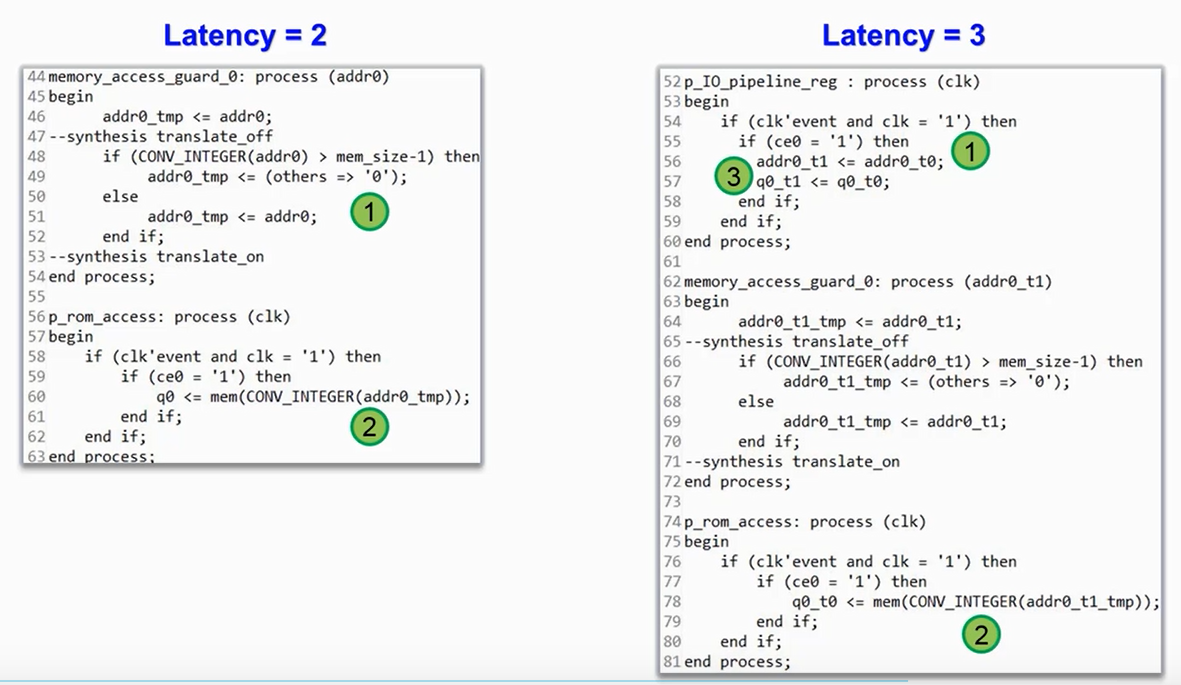 Latency = 2
44 memory_access_guard_0: process (addr0)
45 begin
46 addr0_tmp <= addr0;
47 --synthesis translate_off
48 if (CONV_INTEGER(addr0) > mem_size-1) then
49 addr0_tmp <= (others => '0');
50 else
51 addr0_tmp <= addr0;
1
52 end if;
53 --synthesis translate_on
54 end process;
55
56 p_rom_access: process (clk)
57 begin
58 if (clk'event and clk = '1') then
59 if (ce0 = '1') then
60 q0 <= mem(CONV_INTEGER(addr0_tmp));
61 end if;
2
62 end if;
63 end process;
Latency = 3
52 p_IO_pipeline_reg : process (clk)
53 begin
54 if (clk'event and clk = '1') then
55 if (ce0 = '1') then
1
56 addr0_t1 <= addr0_t0;
3
57 q0_t1 <= q0_t0;
58 end if;
59 end if;
60 end process;
61
62 memory_access_guard_0: process (addr0_t1)
63 begin
64 addr0_t1_tmp <= addr0_t1;
65 --synthesis translate_off
66 if (CONV_INTEGER(addr0_t1) > mem_size-1) then
67 addr0_t1_tmp <= (others => '0');
68 else
69 addr0_t1_tmp <= addr0_t1;
70 end if;
71 --synthesis translate_on
72 end process;
73
74 p_rom_access: process (clk)
75 begin
76 if (clk'event and clk = '1') then
77 if (ce0 = '1') then
78 q0_t0 <= mem(CONV_INTEGER(addr0_t1_tmp));
79 end if;
2
80 end if;
81 end process;